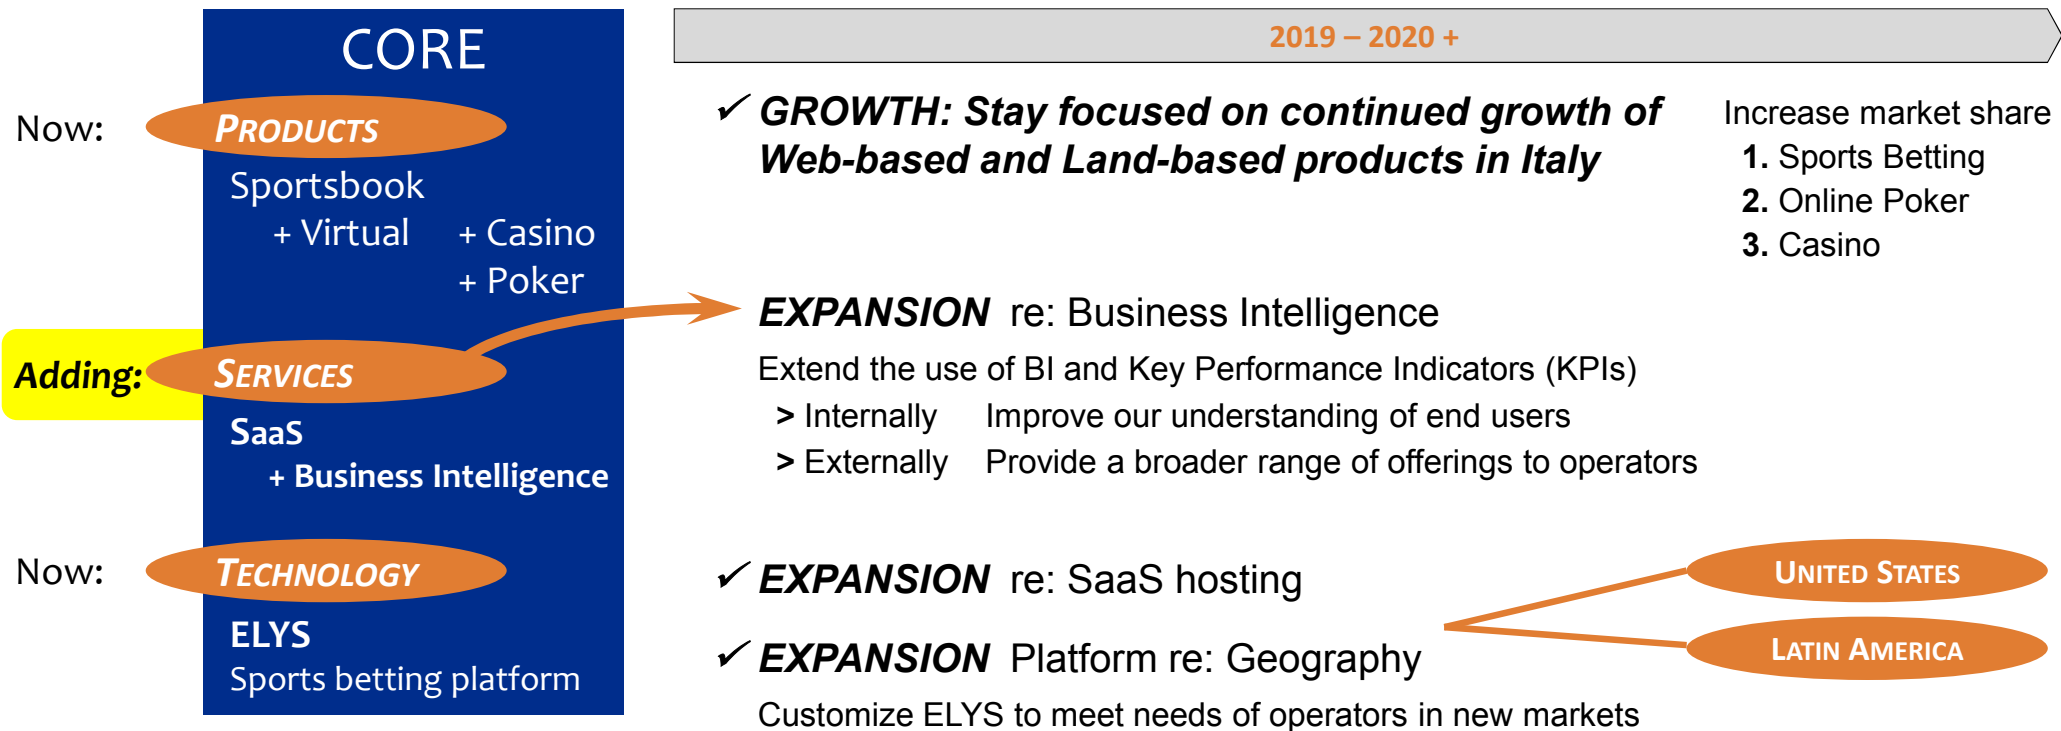 CORE
Now:
PRODUCTS
Sportsbook
+ Virtual + Casino
+ Poker
Adding:
SERVICES
SaaS
+ Business Intelligence
Now:
TECHNOLOGY
ELYS
Sports betting platform
2019 – 2020 +
✓ GROWTH: Stay focused on continued growth of
Web-based and Land-based products in Italy
Increase market share
1. Sports Betting
2. Online Poker
3. Casino
EXPANSION re: Business Intelligence
Extend the use of BI and Key Performance Indicators (KPIs)
> Internally Improve our understanding of end users
> Externally Provide a broader range of offerings to operators
✓ EXPANSION re: SaaS hosting
✓ EXPANSION Platform re: Geography
Customize ELYS to meet needs of operators in new markets
UNITED STATES
LATIN AMERICA